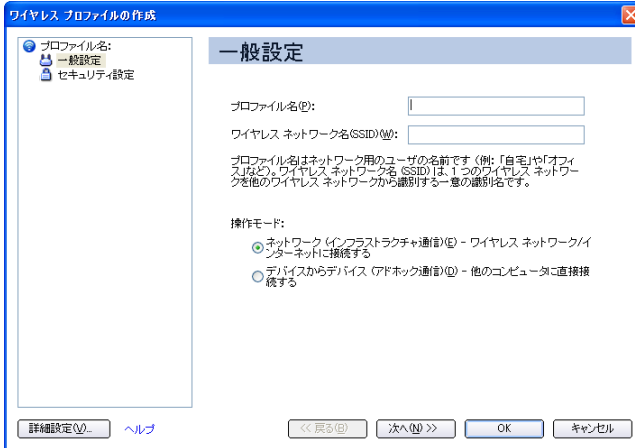 ワイヤレス プロファイルの作成
プロファイル名:
一般設定
セキュリティ設定
一般設定
プロファイル名(P):
ワイヤレス ネットワーク名(SSID)(W):
プロファイル名はネットワーク用のユーザの名前です (例: 「自宅」や「オフィ
ス」など)。ワイヤレス ネットワーク名 (SSID) は、1 つのワイヤレス ネットワー
クを他のワイヤレス ネットワークから識別する一意の識別名です。
操作モード:
ネットワーク (インフラストラクチャ通信)(E) - ワイヤレス ネットワーク/イ
ンターネットに接続する
デバイスからデバイス (アドホック通信)(D) - 他のコンピュータに直接接
続する
詳細設定(V)...
ヘルプ
<< 戻る(B)
次へ(N) >>
OK
キャンセル